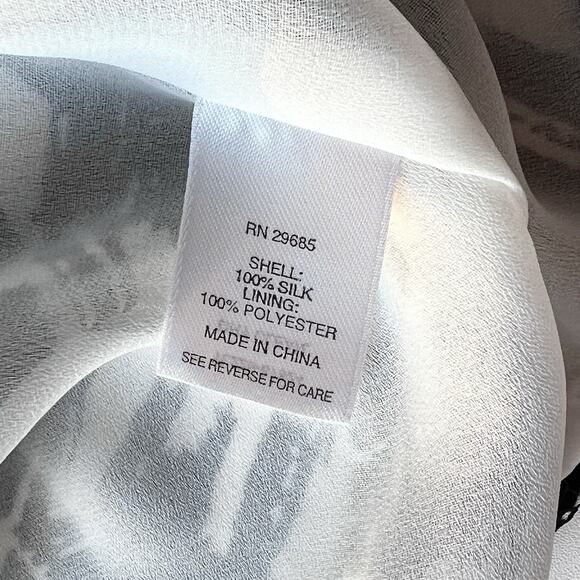 RN 29685
SHELL:
100% SILK
LINING:
100% POLYESTER
MADE IN CHINA
SEE REVERSE FOR CARE